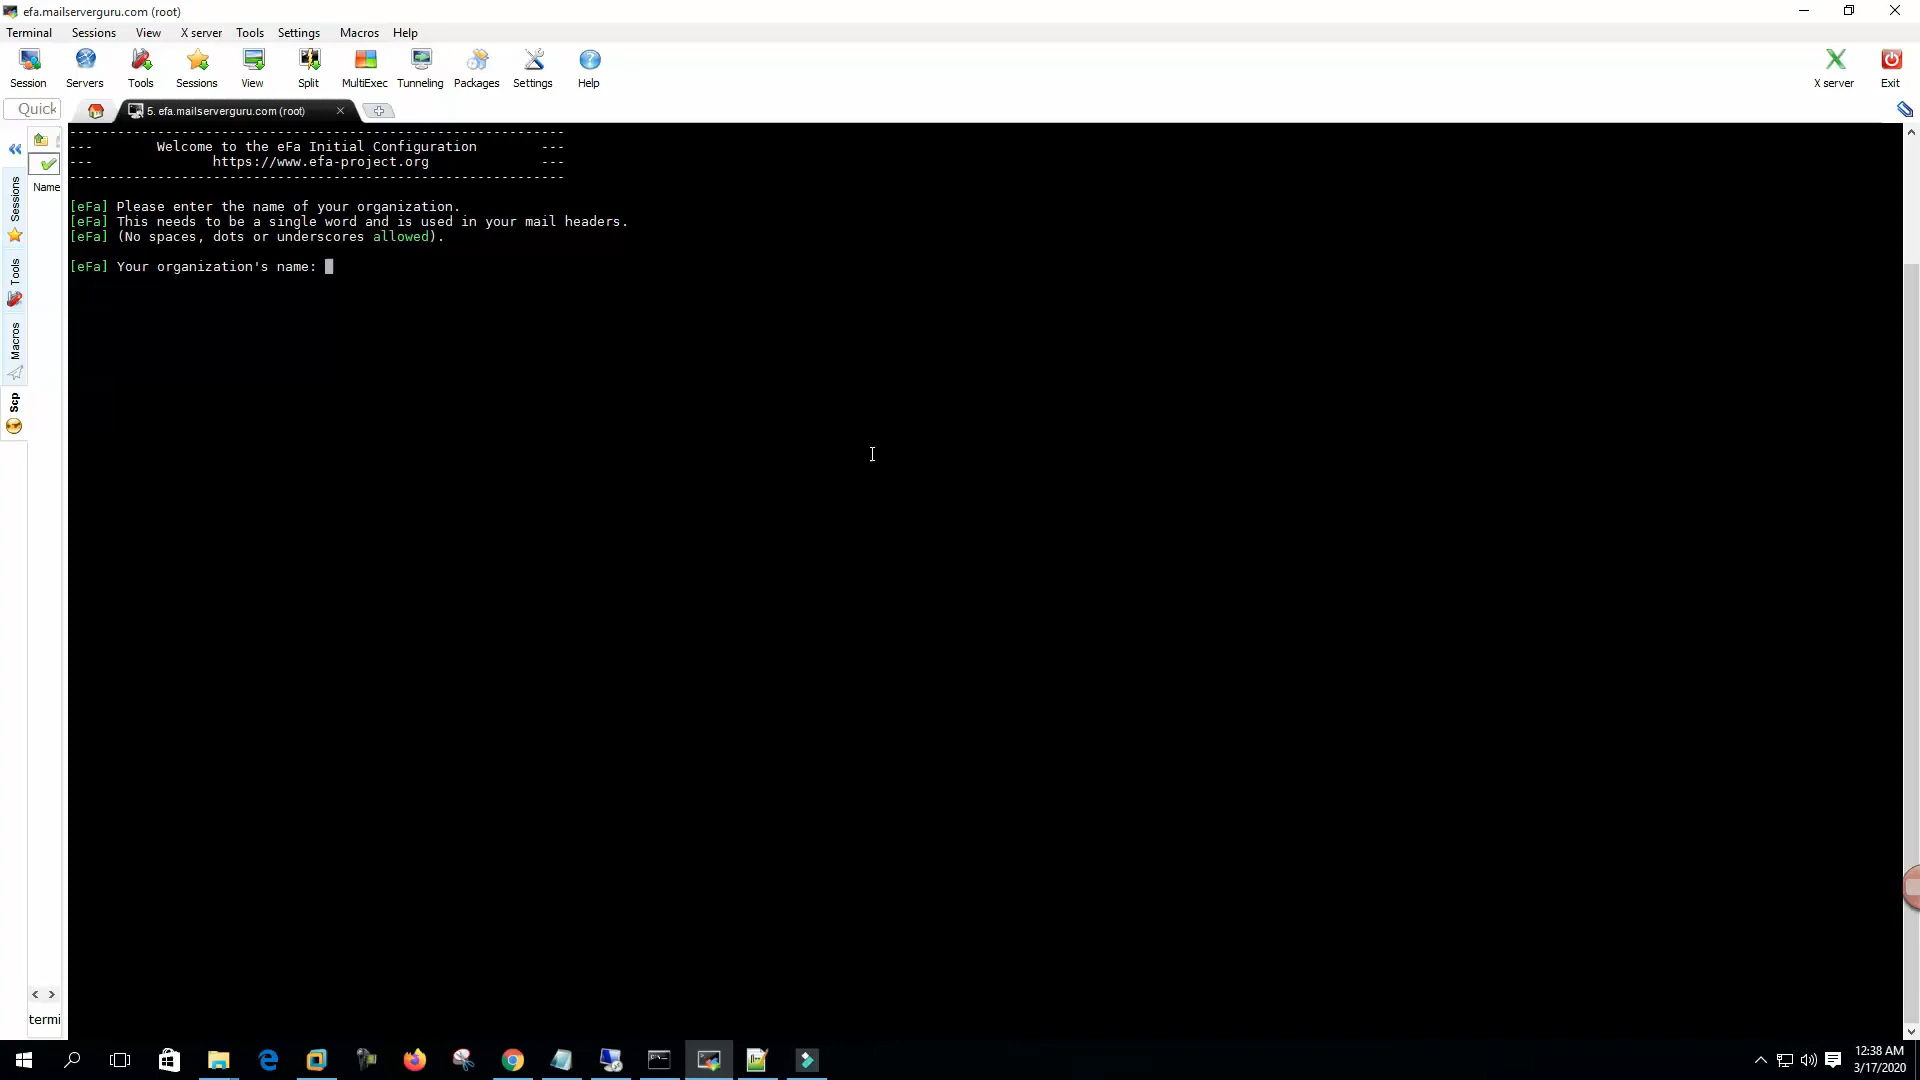 efa.mailserverguru.com (root)
Terminal Sessions View X server Tools Settings Macros Help
Session Servers Tools Sessions View Split MultiExec Tunneling Packages Settings Help X server Exit
Quick
5. efa.mailserverguru.com (root)
Name
Sessions
Tools
Macros
Scp
--------------------------------------------------------------
---        Welcome to the eFa Initial Configuration        ---
---               https://www.efa-project.org              ---
--------------------------------------------------------------
[eFa] Please enter the name of your organization.
[eFa] This needs to be a single word and is used in your mail headers.
[eFa] (No spaces, dots or underscores allowed).
[eFa] Your organization's name:
termi
12:38 AM
3/17/2020